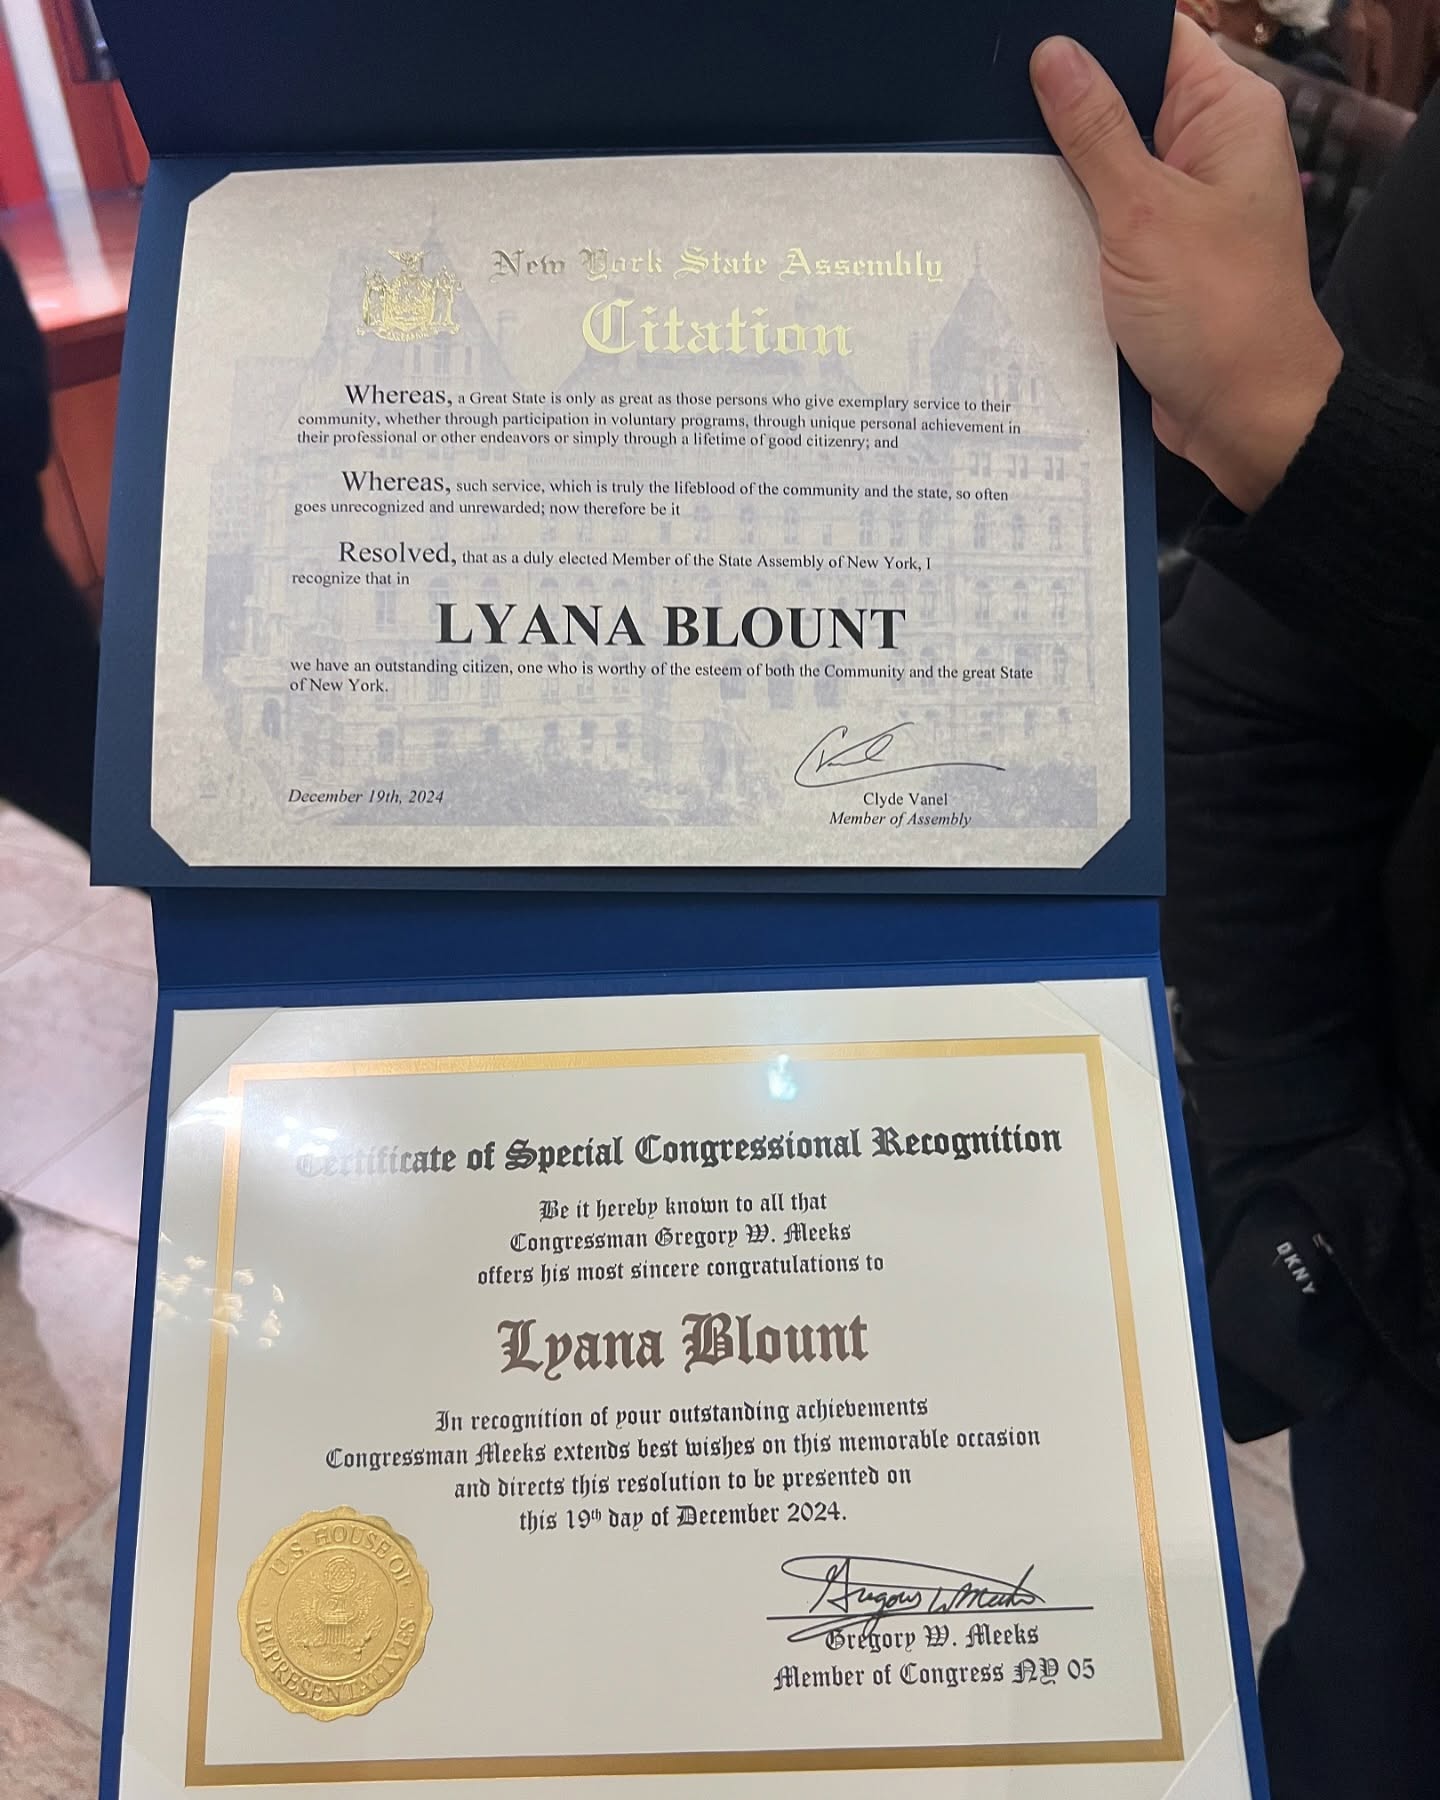 New York State Assembly
Citation
Whereas, a Great State is only as great as those persons who give exemplary service to their
community, whether through participation in voluntary programs, through unique personal achievement in
their professional or other endeavors or simply through a lifetime of good citizenry; and
Whereas, such service, which is truly the lifeblood of the community and the state, so often
goes unrecognized and unrewarded; now therefore be it
Resolved, that as a duly elected Member of the State Assembly of New York, I
recognize that in
LYANA BLOUNT
we have an outstanding citizen, one who is worthy of the esteem of both the Community and the great State
of New York.
December 19th, 2024
Clyde Vanel
Member of Assembly
Certificate of Special Congressional Recognition
Be it hereby known to all that
Congressman Gregory W. Meeks
offers his most sincere congratulations to
Lyana Blount
In recognition of your outstanding achievements
Congressman Meeks extends best wishes on this memorable occasion
and directs this resolution to be presented on
this 19th day of December 2024.
Gregory W. Meeks
Gregory W. Meeks
Member of Congress NY 05
U.S. HOUSE OF
REPRESENTATIVES
DKNY